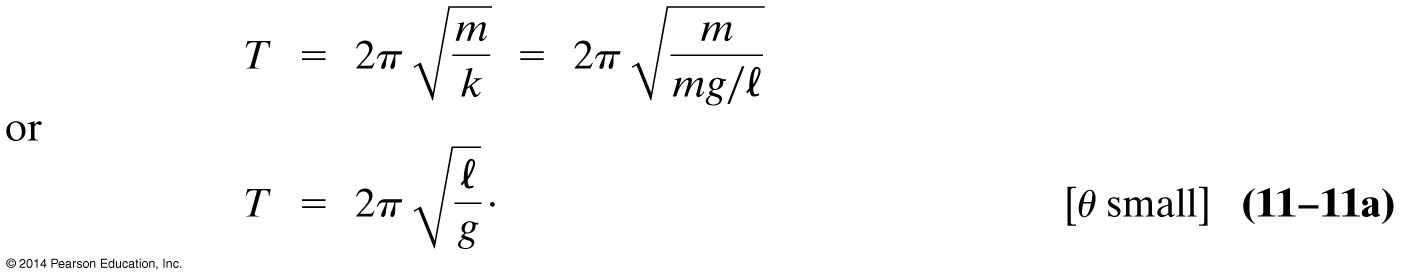 T = 2π √(m/k) = 2π √(m/(mg/ℓ))
or
T = 2π √(ℓ/g). [θ small] (11–11a)
© 2014 Pearson Education, Inc.